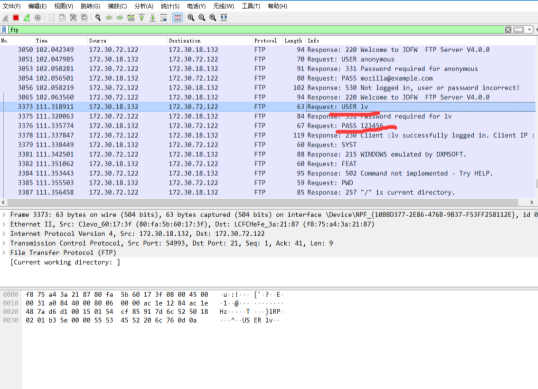 文件(F) 编辑(E) 视图(V) 跳转(G) 捕获(C) 分析(A) 统计(S) 电话(Y) 无线(W) 工具(T) 帮助(H)
ftp
No. Time Source Destination Protocol Length Info
3050 102.042349 172.30.72.122 172.30.18.132 FTP 94 Response: 220 Welcome to JDFW FTP Server V4.0.0
3051 102.047985 172.30.18.132 172.30.72.122 FTP 70 Request: USER anonymous
3052 102.050281 172.30.72.122 172.30.18.132 FTP 91 Response: 331 Password required for anonymous
3054 102.056501 172.30.18.132 172.30.72.122 FTP 80 Request: PASS mozilla@example.com
3056 102.058219 172.30.72.122 172.30.18.132 FTP 102 Response: 530 Not logged in, user or password incorrect!
3060 102.063560 172.30.72.122 172.30.18.132 FTP 94 Response: 220 Welcome to JDFW FTP Server V4.0.0
3373 111.318911 172.30.18.132 172.30.72.122 FTP 63 Request: USER lv
3375 111.320063 172.30.72.122 172.30.18.132 FTP 84 Response: 331 Password required for lv
3376 111.335774 172.30.18.132 172.30.72.122 FTP 67 Request: PASS 123456
3378 111.337847 172.30.72.122 172.30.18.132 FTP 119 Response: 230 Client :lv successfully logged in. Client IP :
3379 111.338449 172.30.18.132 172.30.72.122 FTP 60 Request: SYST
3381 111.342501 172.30.72.122 172.30.18.132 FTP 88 Response: 215 WINDOWS emulated by DXMSOFT.
3382 111.351062 172.30.18.132 172.30.72.122 FTP 60 Request: FEAT
3384 111.353443 172.30.72.122 172.30.18.132 FTP 95 Response: 502 Command not implemented - Try HELP.
3385 111.355503 172.30.18.132 172.30.72.122 FTP 59 Request: PWD
3387 111.356458 172.30.72.122 172.30.18.132 FTP 85 Response: 257 "/" is current directory.
Frame 3373: 63 bytes on wire (504 bits), 63 bytes captured (504 bits) on interface \Device\NPF_{10BBD377-2E86-476B-9B37-F53FF25B112E}, id 0
Ethernet II, Src: Clevo_60:17:3f (80:fa:5b:60:17:3f), Dst: LCFCHeFe_3a:21:87 (f8:75:a4:3a:21:87)
Internet Protocol Version 4, Src: 172.30.18.132, Dst: 172.30.72.122
Transmission Control Protocol, Src Port: 54993, Dst Port: 21, Seq: 1, Ack: 41, Len: 9
File Transfer Protocol (FTP)
[Current working directory: ]
0000 f8 75 a4 3a 21 87 80 fa 5b 60 17 3f 08 00 45 00 ·u·:!··· [`·?··E·
0010 00 31 a0 84 40 00 80 06 00 00 ac 1e 12 84 ac 1e ·1··@··· ········
0020 48 7a d6 d1 00 15 01 54 cf 85 91 7d 6c 52 50 18 Hz·····T ···}lRP·
0030 02 01 b3 5e 00 00 55 53 45 52 20 6c 76 0d 0a ···^··US ER lv··